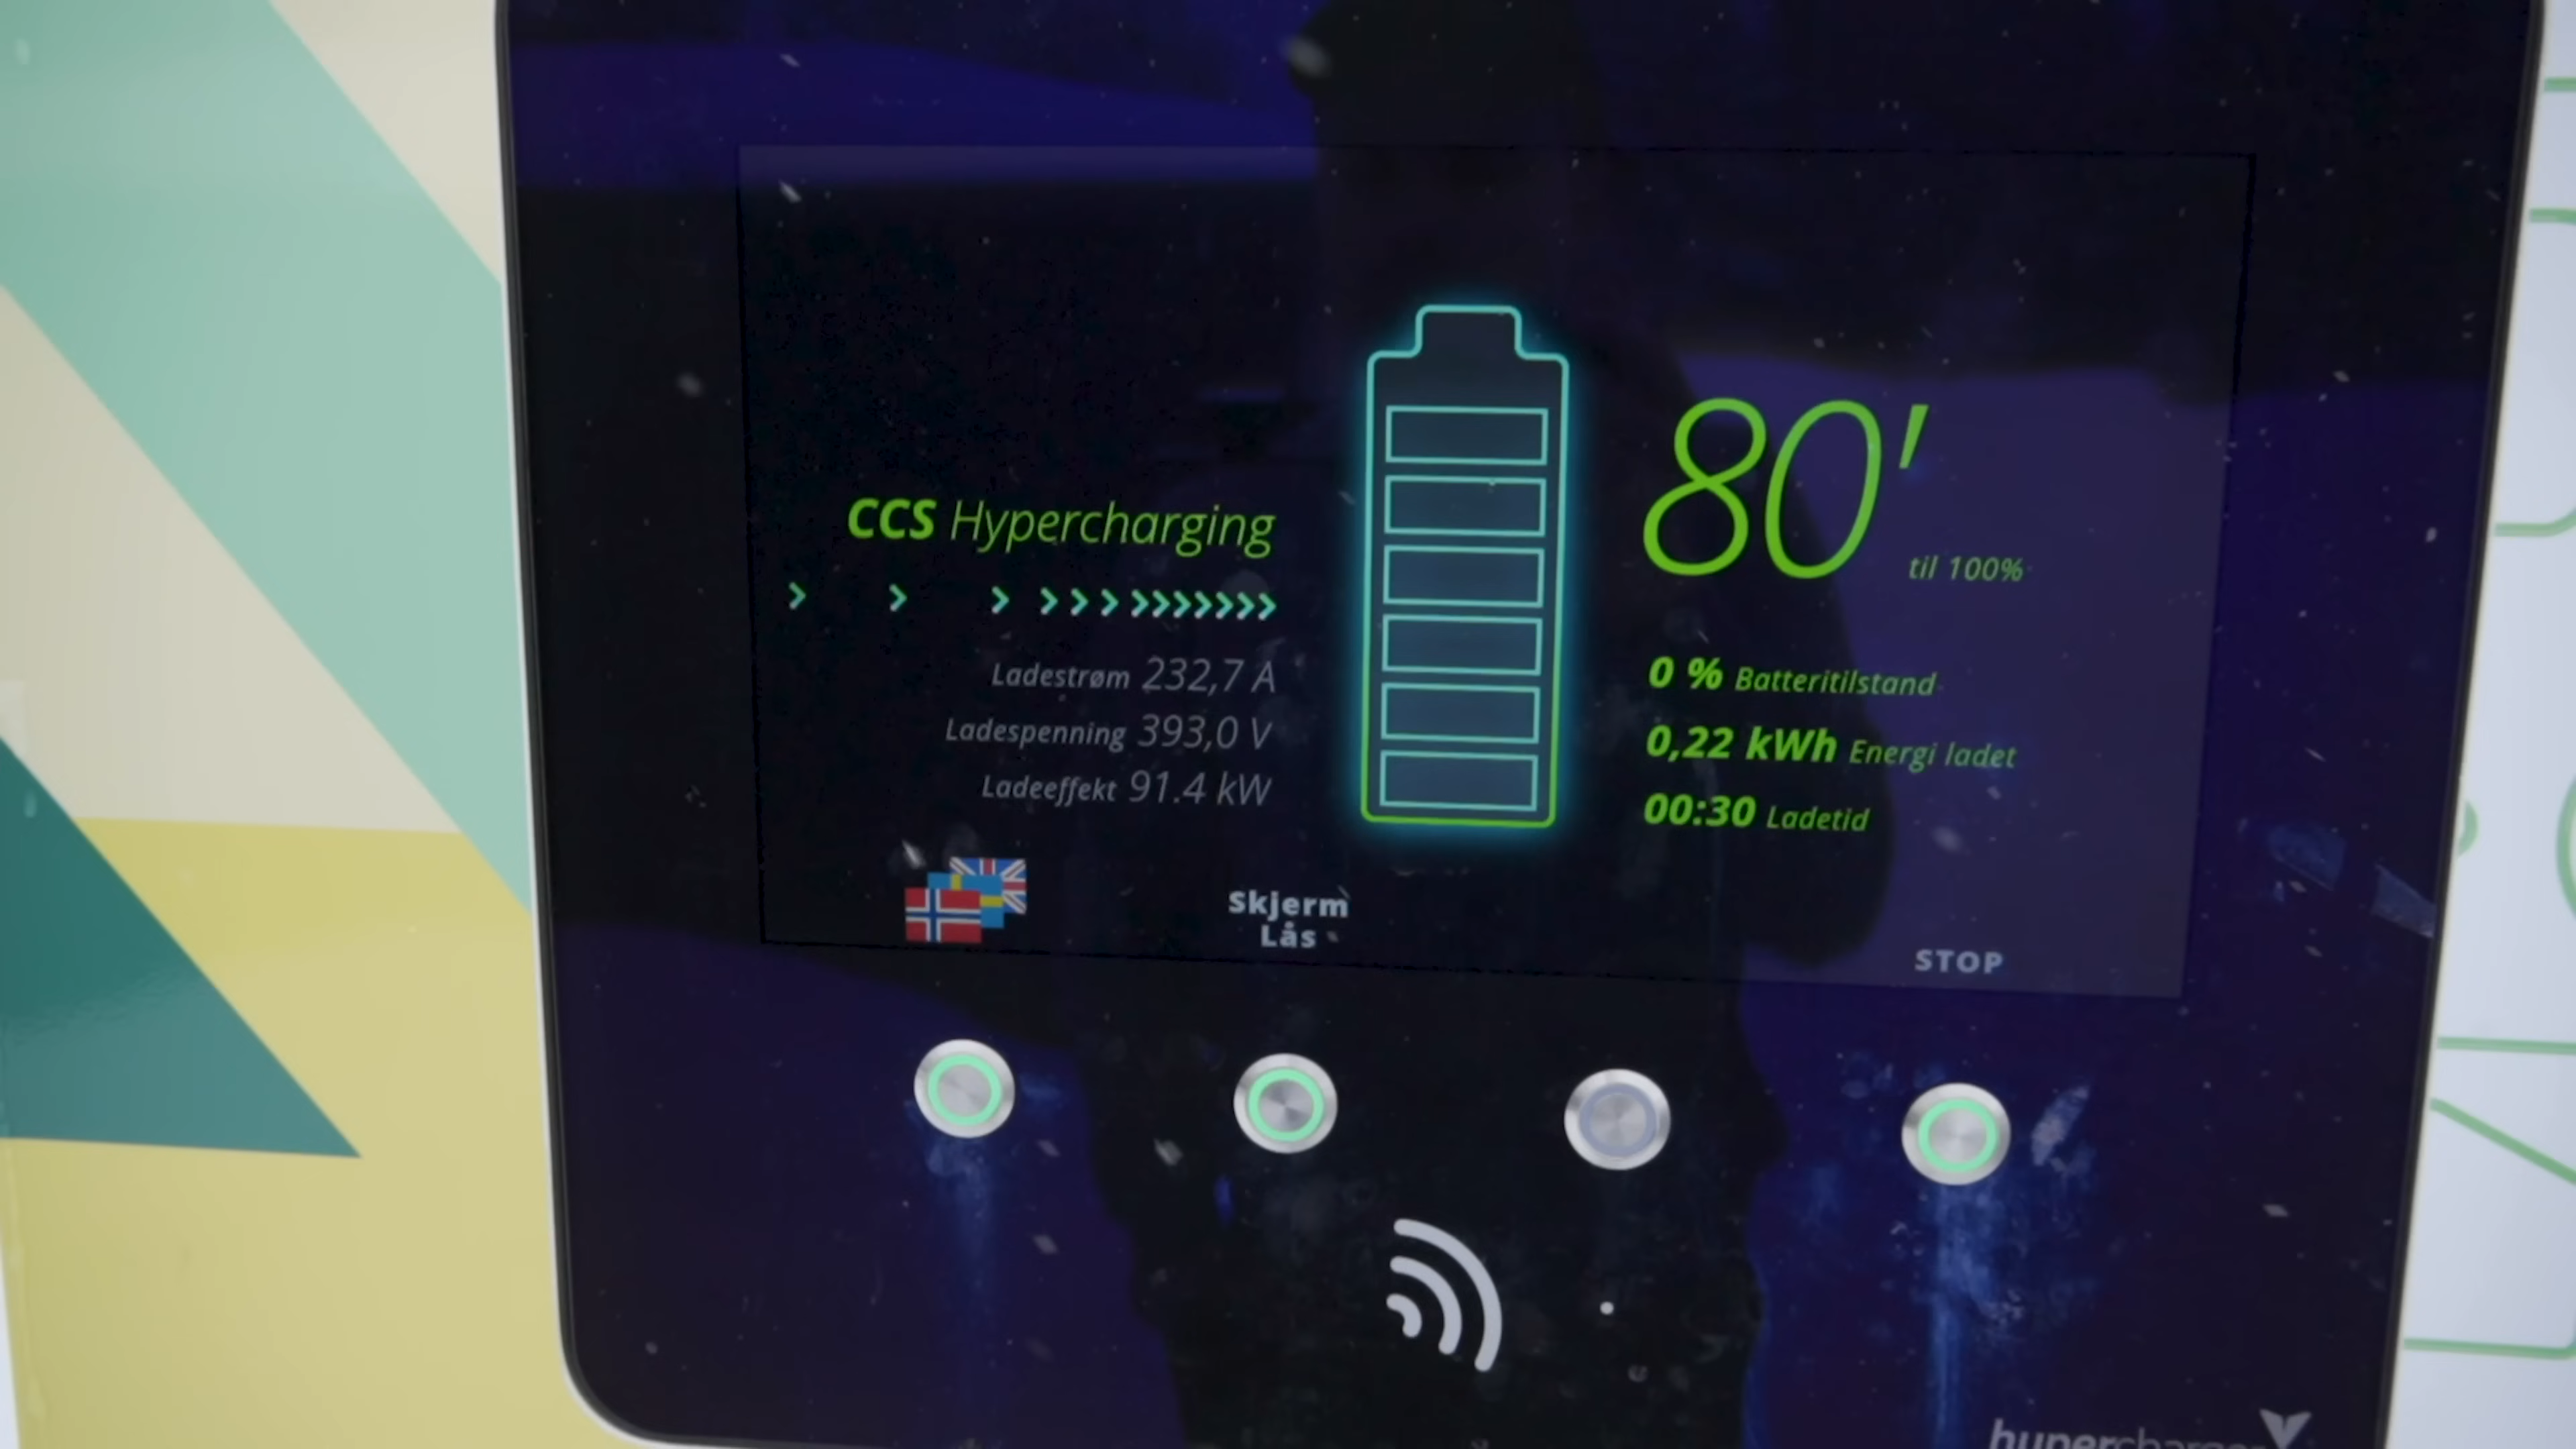 CCS Hypercharging
Ladestrøm 232,7 A
Ladespenning 393,0 V
Ladeeffekt 91.4 kW
80'
til 100%
0 % Batteritilstand
0,22 kWh Energi ladet
00:30 Ladetid
Skjerm
Lås
STOP